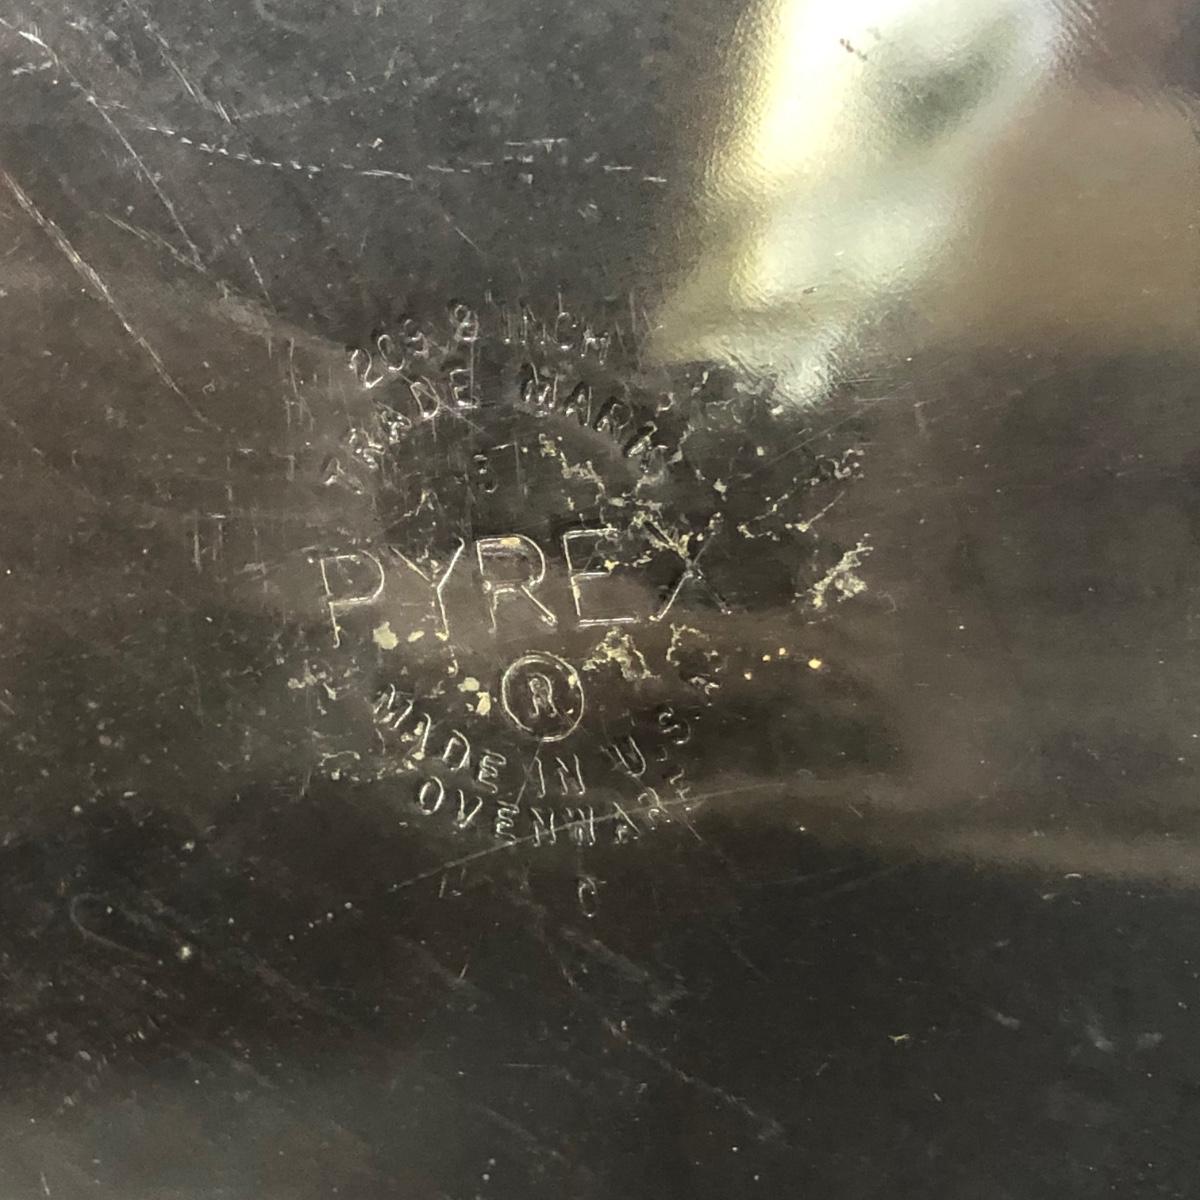 209 8 INCH
TRADE MARK
PYREX
®
MADE IN U S
OVENWARE